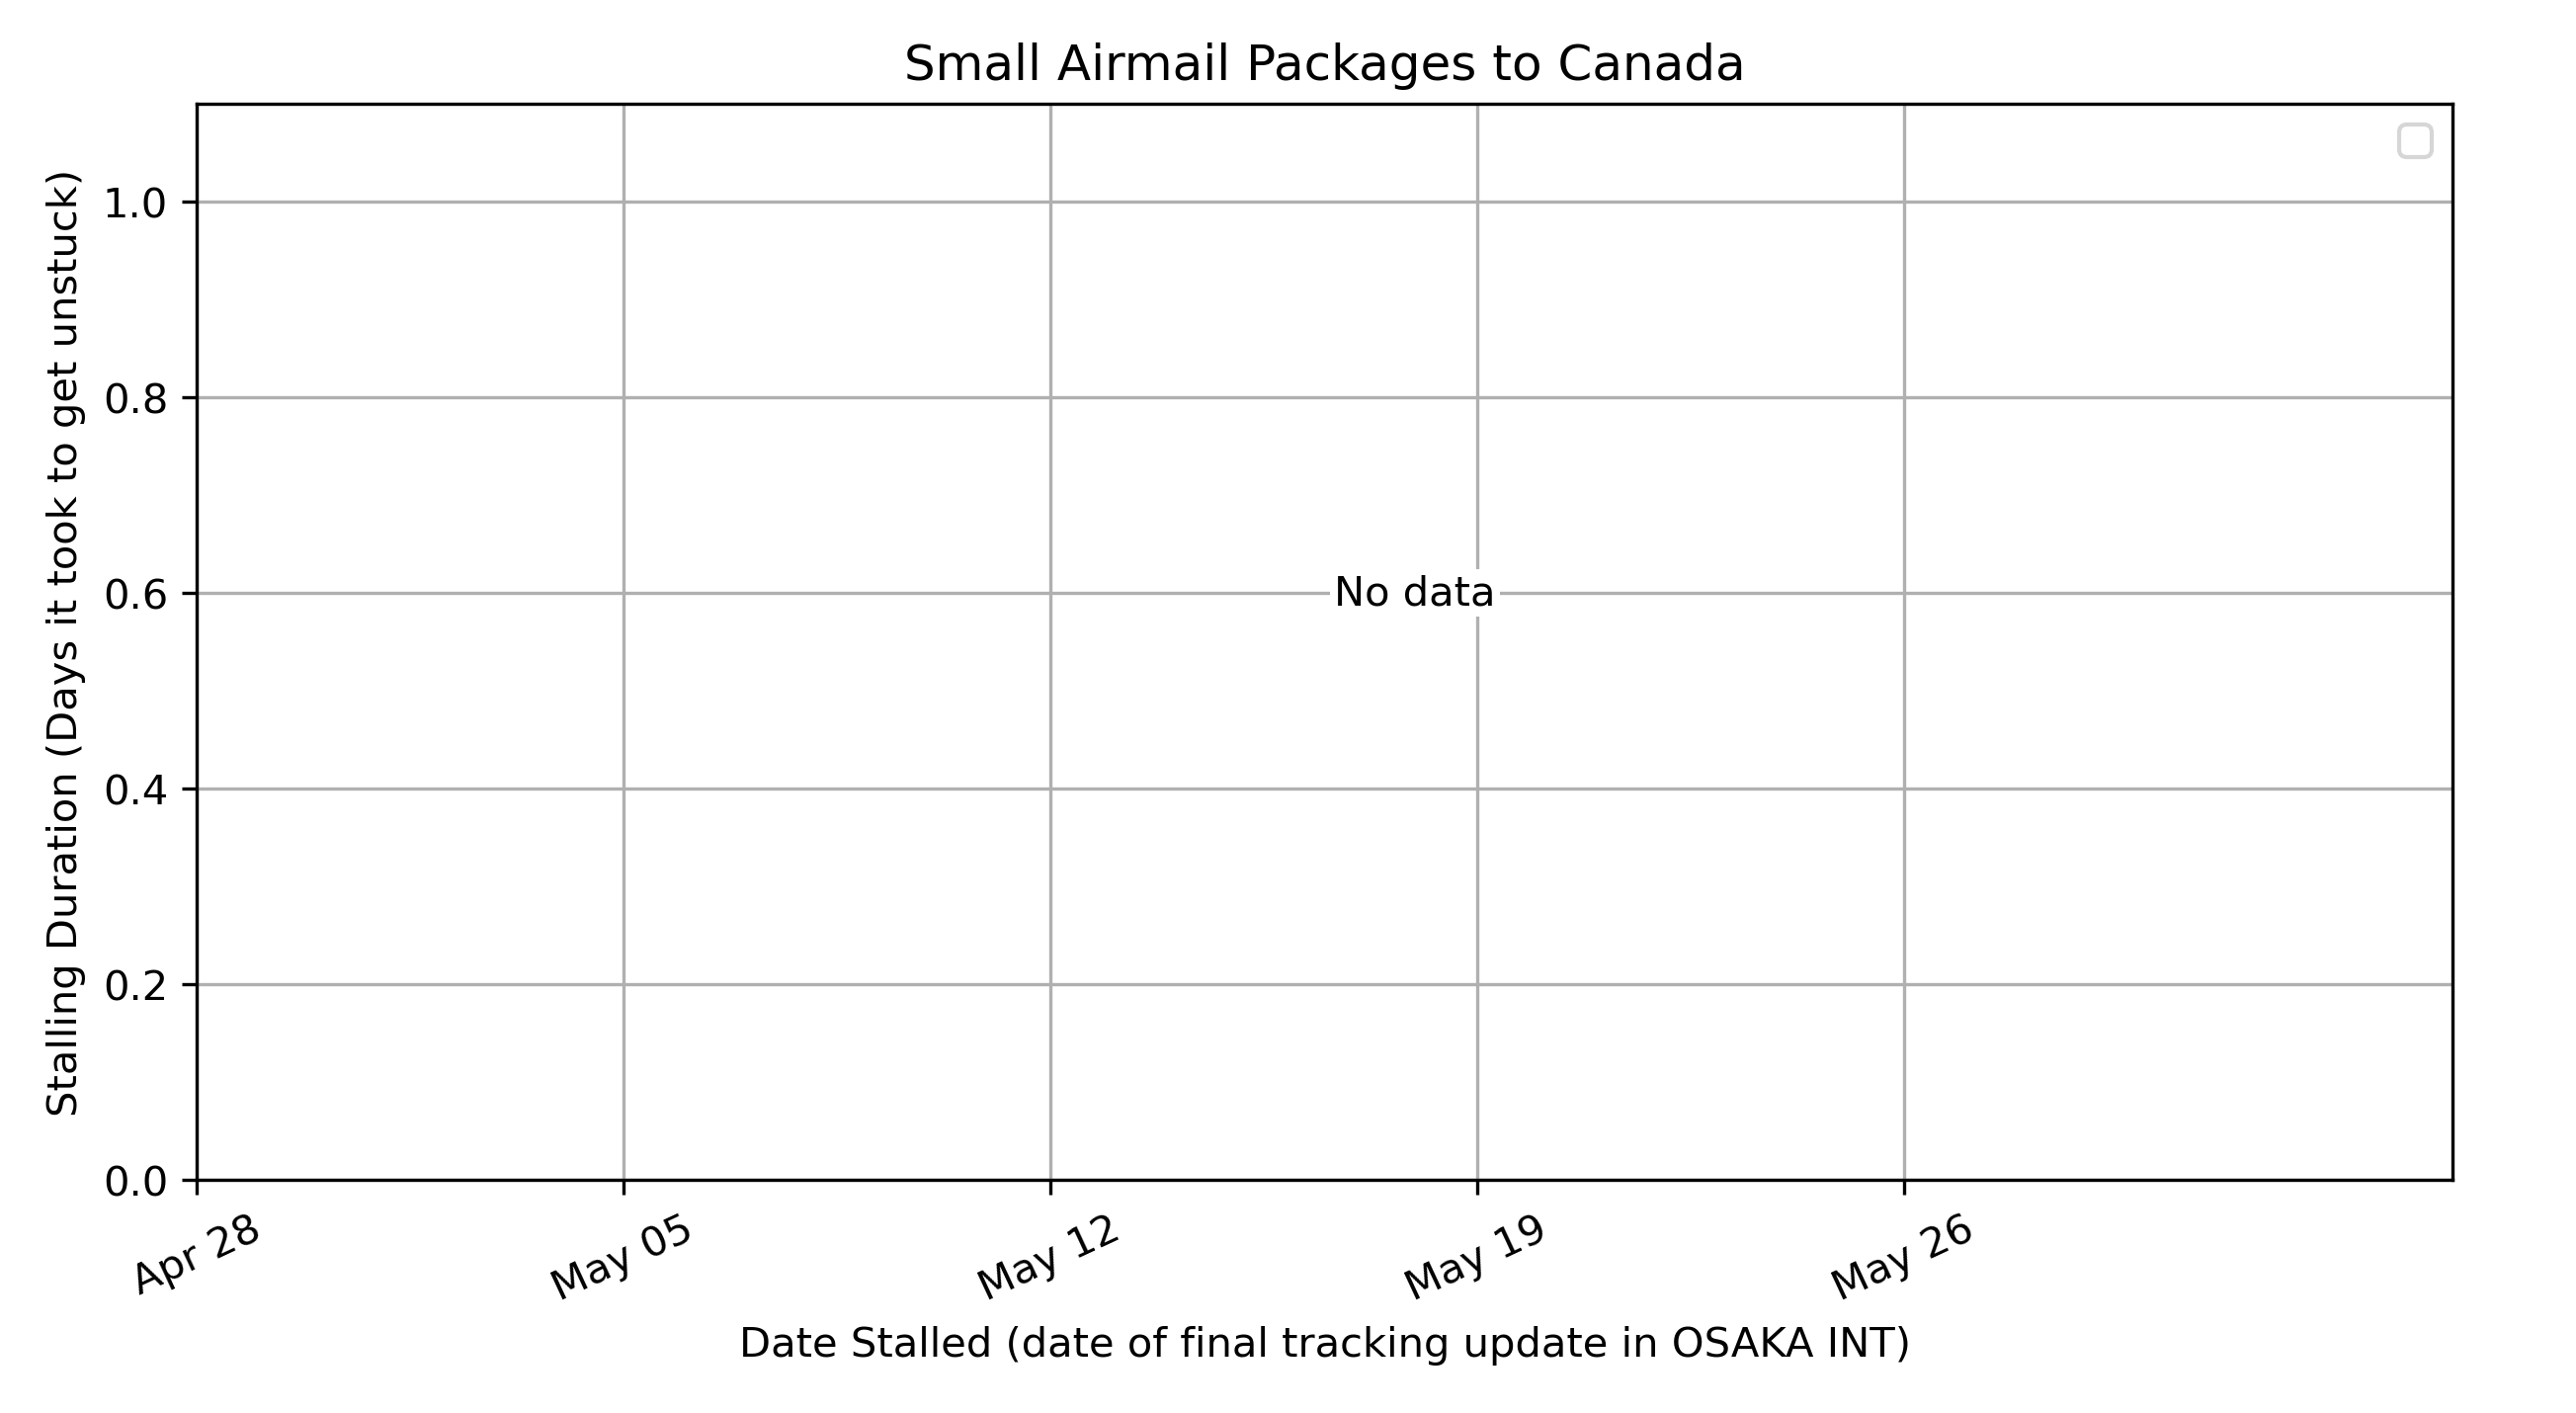 Small Airmail Packages to Canada
Stalling Duration (Days it took to get unstuck)
1.0
0.8
0.6
0.4
0.2
0.0
No data
Apr 28
May 05
May 12
May 19
May 26
Date Stalled (date of final tracking update in OSAKA INT)